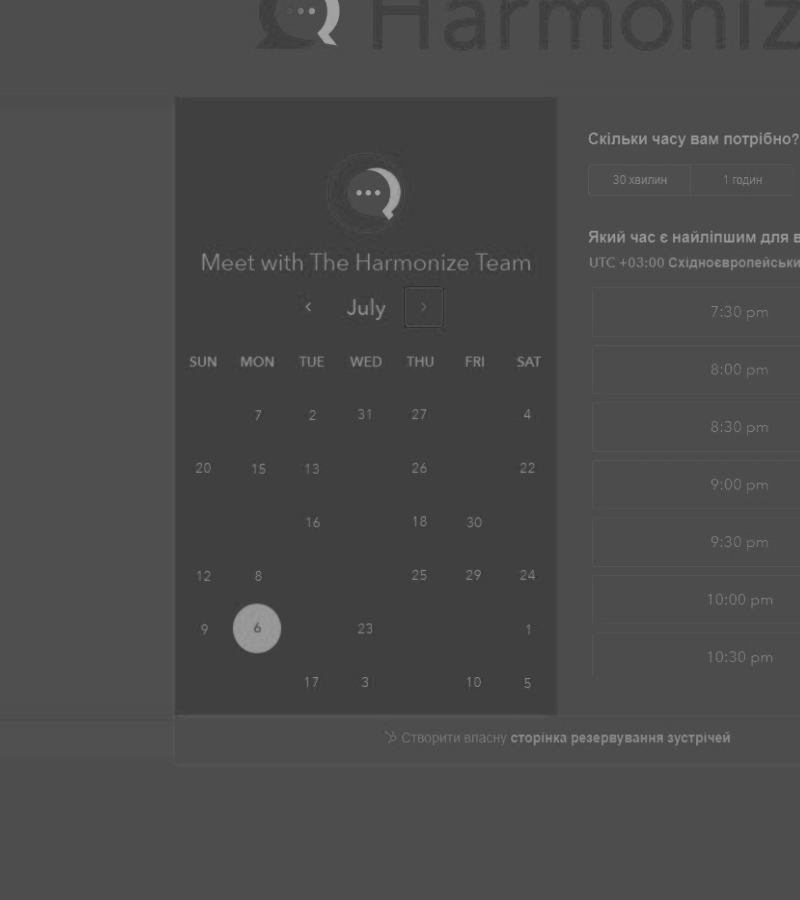 Harmoniz
Meet with The Harmonize Team
July
SUN MON TUE WED THU FRI SAT
7 2 31 27 4
20 15 13 26 22
16 18 30
12 8 25 29 24
9 6 23 1
17 3 10 5
Скільки часу вам потрібно?
30 хвилин 1 годин
Який час є найліпшим для в
UTC +03:00 Східноєвропейськи
7:30 pm
8:00 pm
8:30 pm
9:00 pm
9:30 pm
10:00 pm
10:30 pm
Створити власну сторінка резервування зустрічей